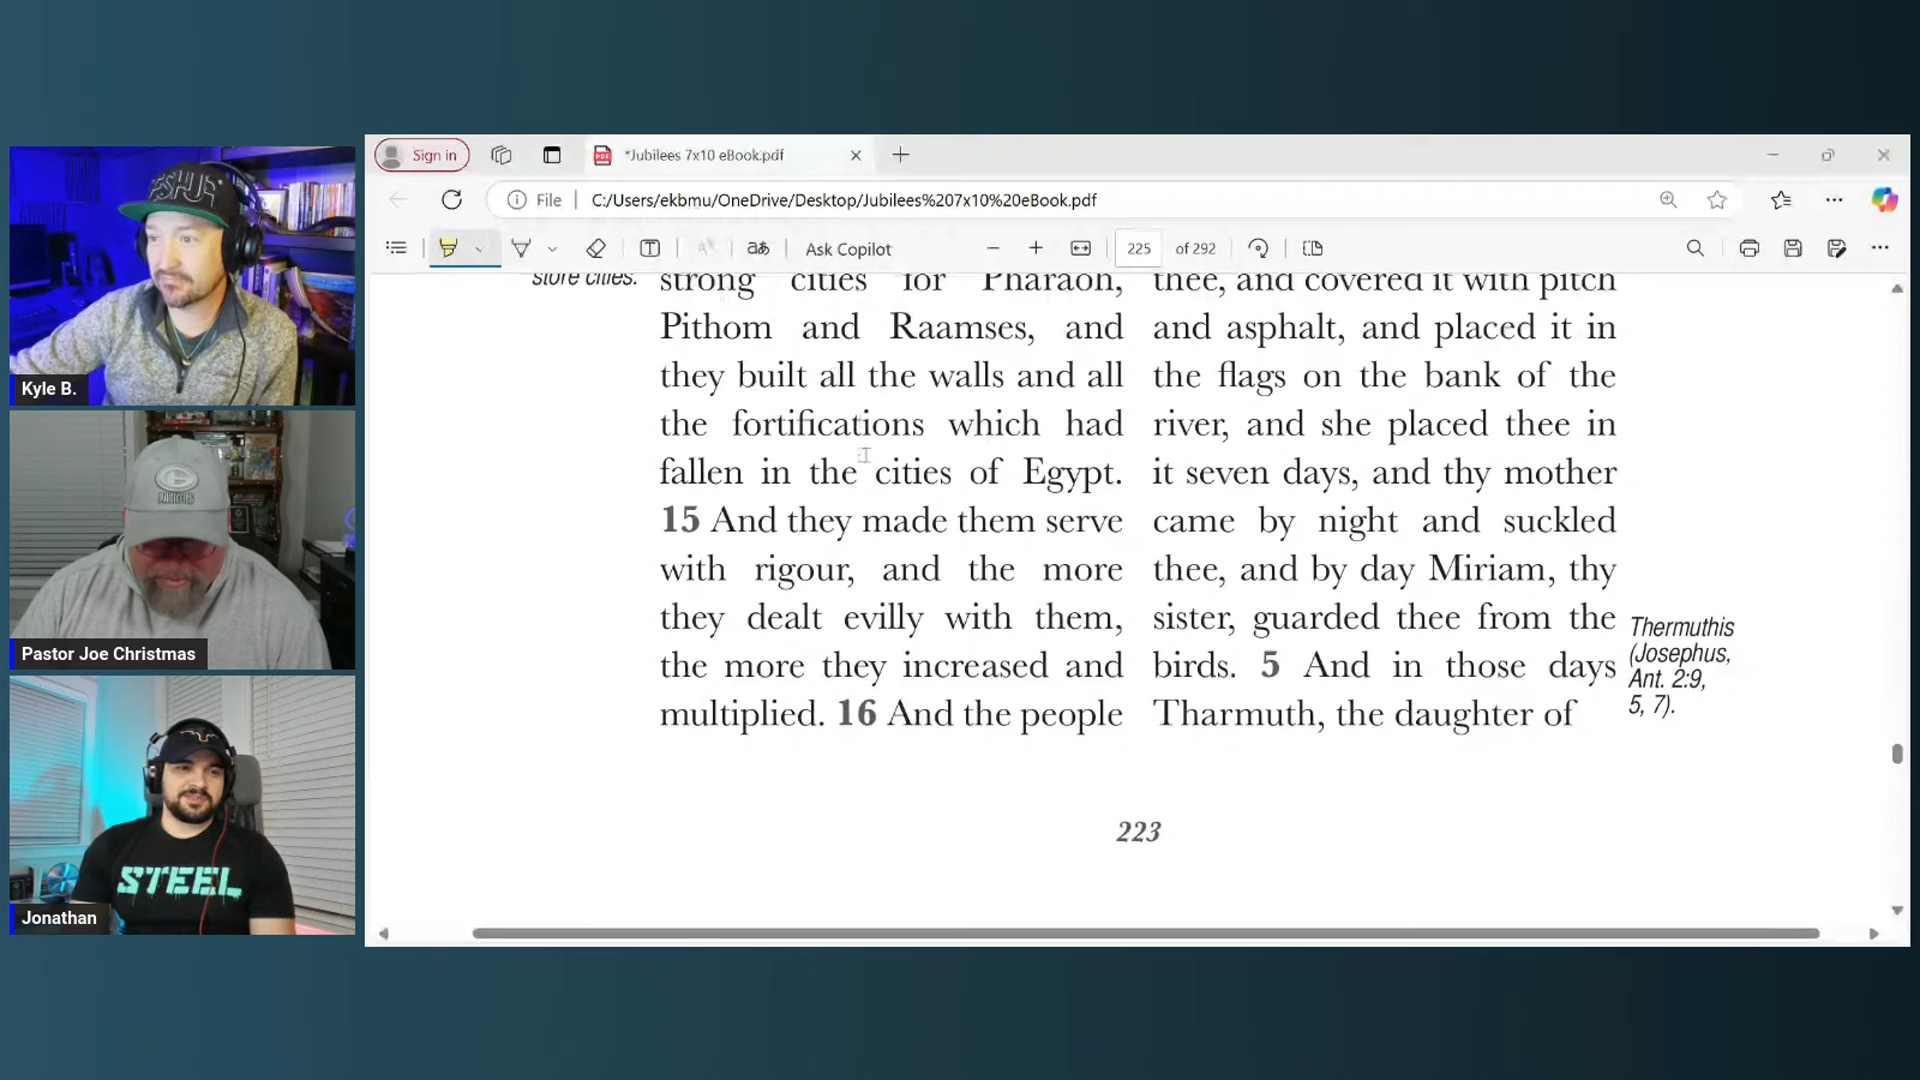 Sign in
*Jubilees 7x10 eBook.pdf
File
C:/Users/ekbmu/OneDrive/Desktop/Jubilees%207x10%20eBook.pdf
Ask Copilot
225 of 292
store cities.
strong cities for Pharaoh,
Pithom and Raamses, and
they built all the walls and all
the fortifications which had
fallen in the cities of Egypt.
15 And they made them serve
with rigour, and the more
they dealt evilly with them,
the more they increased and
multiplied. 16 And the people
thee, and covered it with pitch
and asphalt, and placed it in
the flags on the bank of the
river, and she placed thee in
it seven days, and thy mother
came by night and suckled
thee, and by day Miriam, thy
sister, guarded thee from the
birds. 5 And in those days
Tharmuth, the daughter of
Thermuthis
(Josephus,
Ant. 2:9,
5, 7).
223
Kyle B.
PACKERS
Pastor Joe Christmas
STEEL
Jonathan